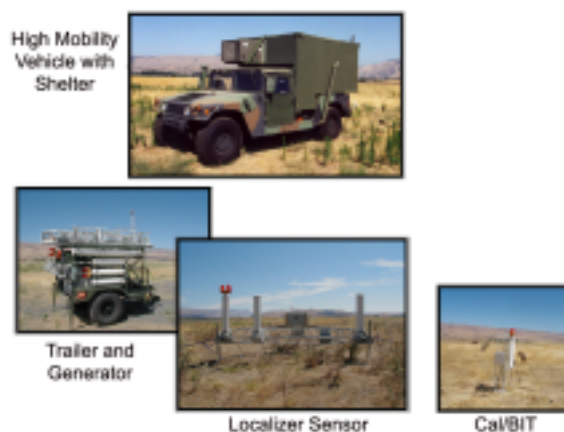 High Mobility
Vehicle with
Shelter
Trailer and
Generator
Localizer Sensor
Cal/BIT